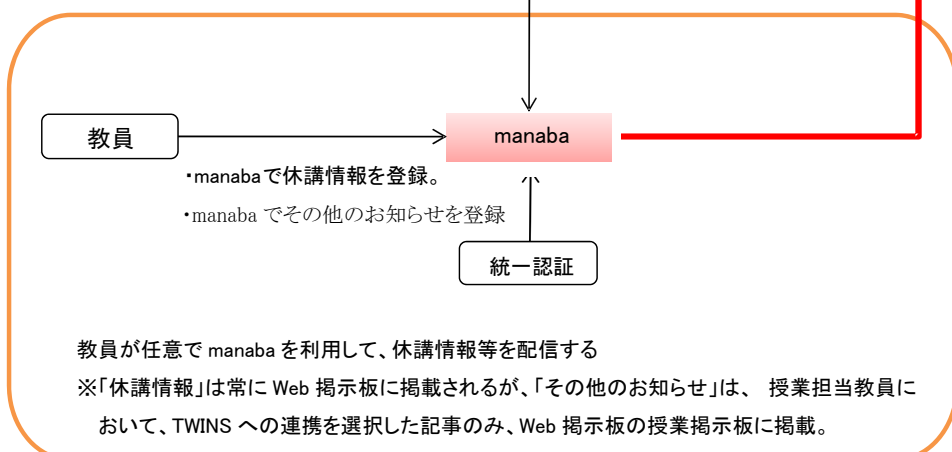 教員
manaba
・manabaで休講情報を登録。
・manaba でその他のお知らせを登録
統一認証
教員が任意で manaba を利用して、休講情報等を配信する
※「休講情報」は常に Web 掲示板に掲載されるが、「その他のお知らせ」は、 授業担当教員に
おいて、TWINS への連携を選択した記事のみ、Web 掲示板の授業掲示板に掲載。